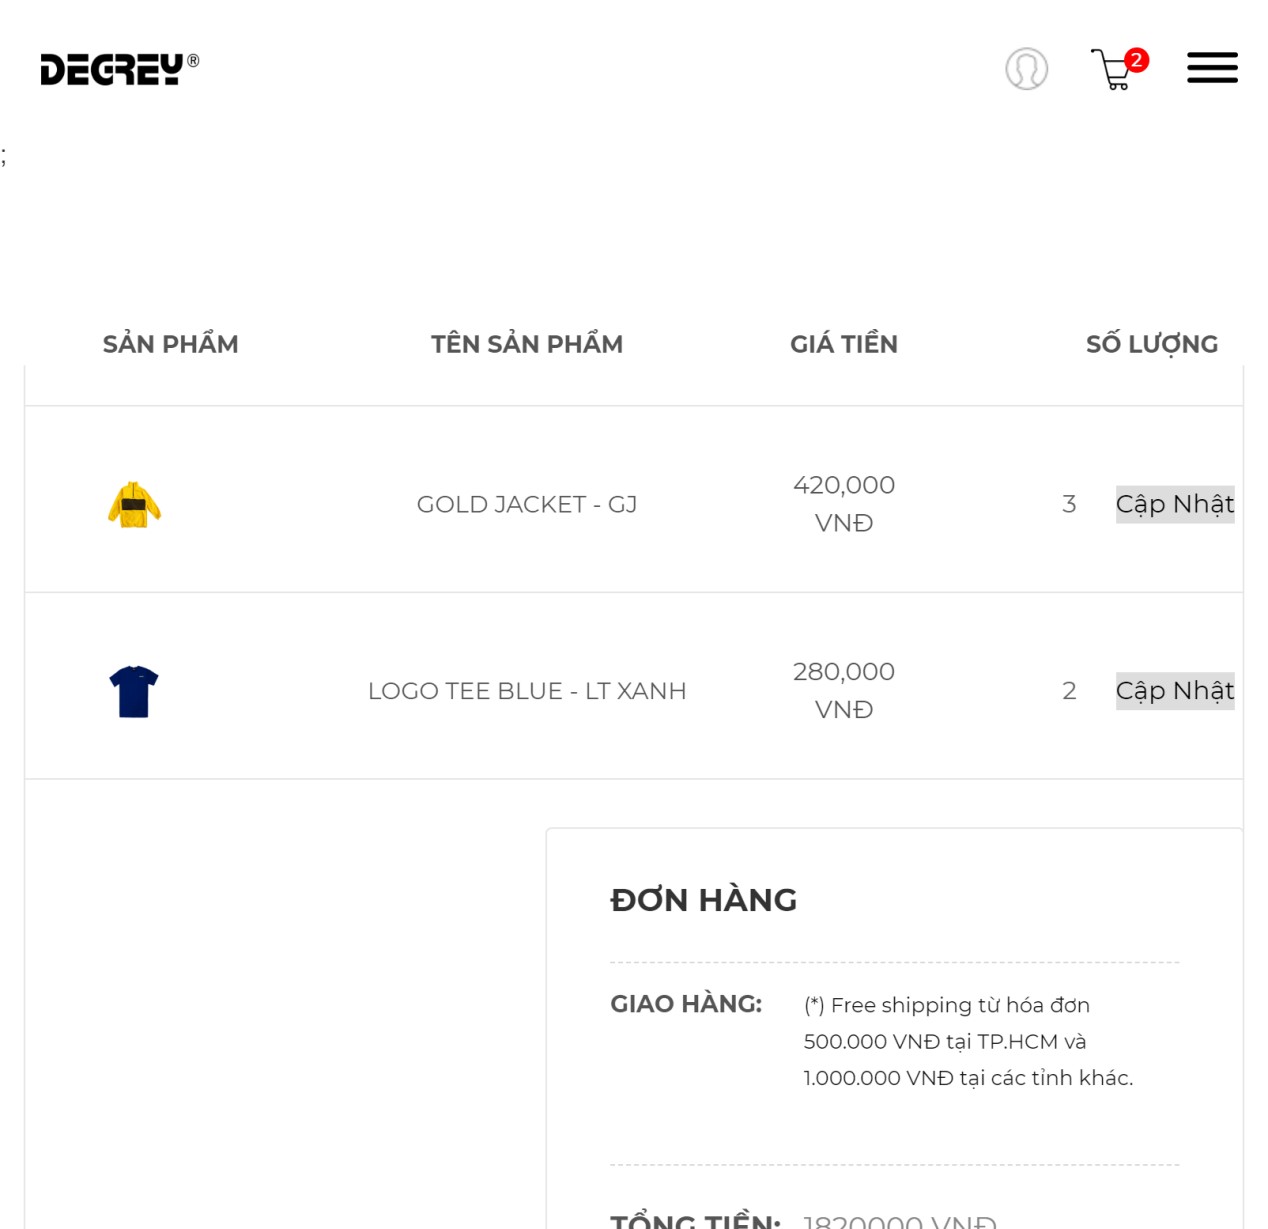 DEGREY®
2
;
SẢN PHẨM TÊN SẢN PHẨM GIÁ TIỀN SỐ LƯỢNG
GOLD JACKET - GJ 420,000 VNĐ 3 Cập Nhật
LOGO TEE BLUE - LT XANH 280,000 VNĐ 2 Cập Nhật
ĐƠN HÀNG
GIAO HÀNG: (*) Free shipping từ hóa đơn
500.000 VNĐ tại TP.HCM và
1.000.000 VNĐ tại các tỉnh khác.
TỔNG TIỀN: 1820000 VNĐ